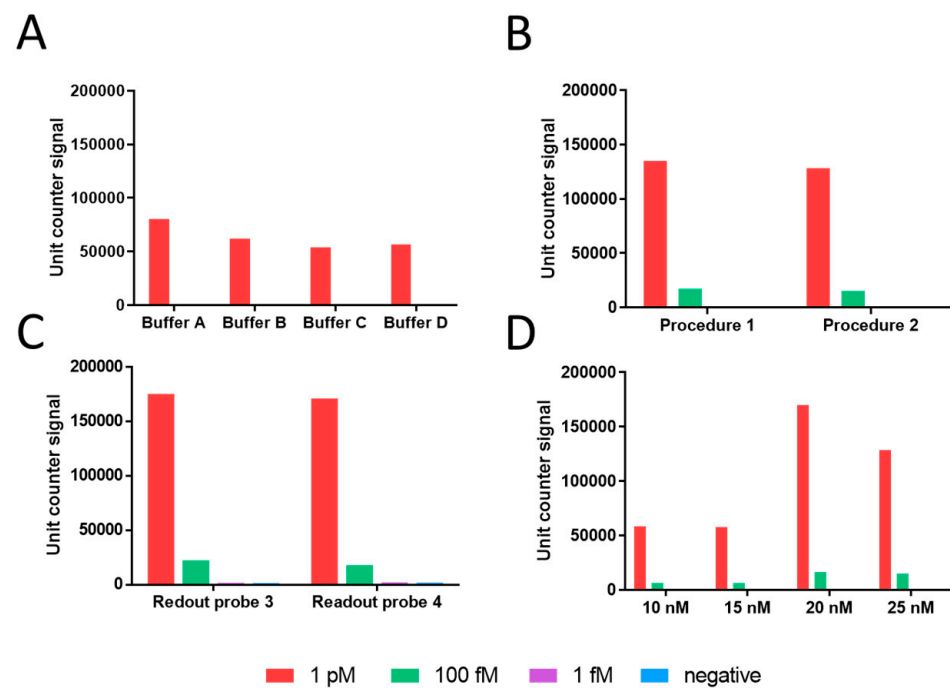 A
Unit counter signal
200000
150000
100000
50000
0
Buffer A Buffer B Buffer C Buffer D
B
Unit counter signal
200000
150000
100000
50000
0
Procedure 1 Procedure 2
C
Unit counter signal
200000
150000
100000
50000
0
Redout probe 3 Readout probe 4
D
Unit counter signal
200000
150000
100000
50000
0
10 nM 15 nM 20 nM 25 nM
1 pM 100 fM 1 fM negative